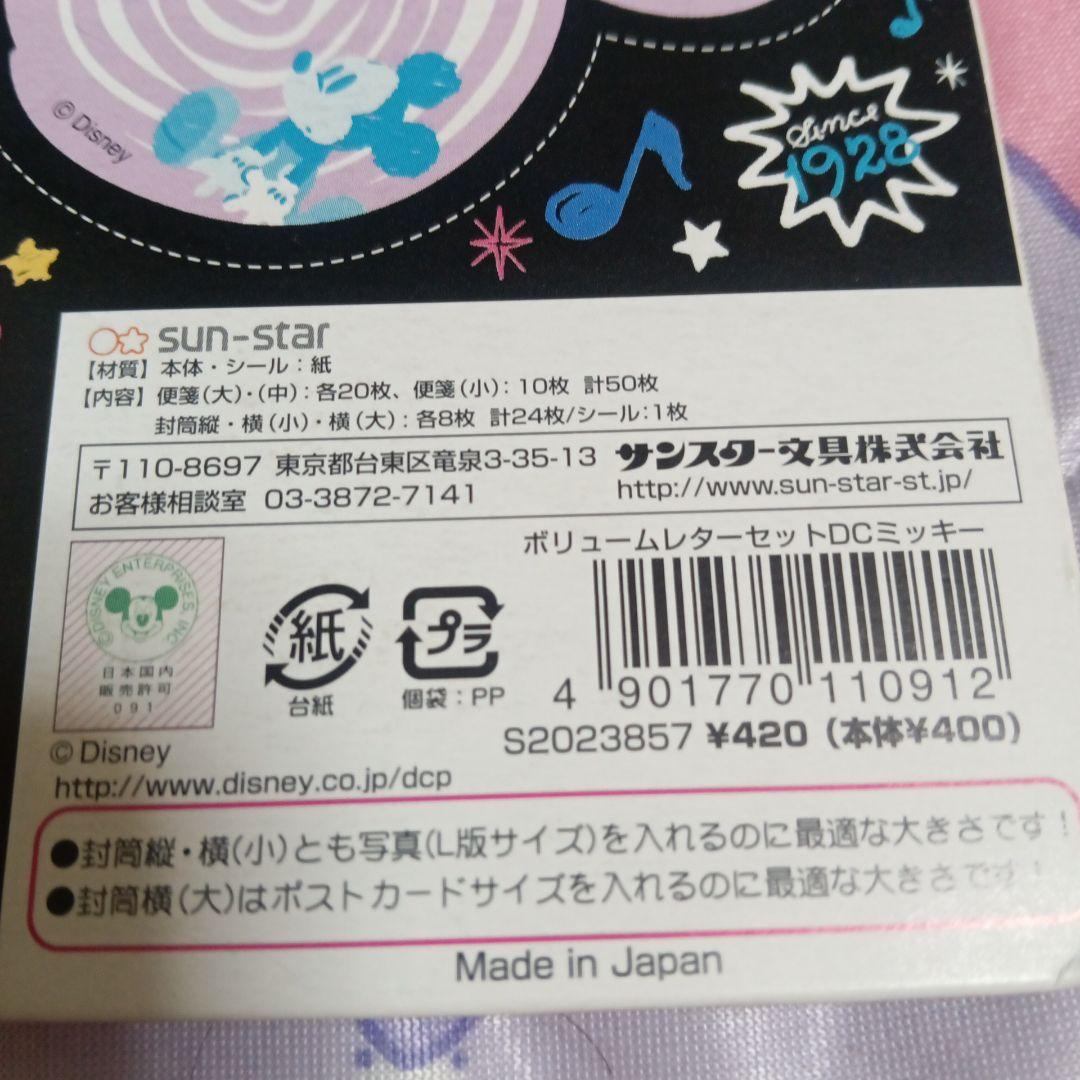 © Disney
Since
1928
sun-star
【材質】本体・シール：紙
【内容】便箋(大)・(中)：各20枚、便箋(小)：10枚 計50枚
封筒縦・横(小)・横(大)：各8枚 計24枚/シール：1枚
〒110-8697 東京都台東区竜泉3-35-13
お客様相談室 03-3872-7141
サンスター文具株式会社
http://www.sun-star-st.jp/
ボリュームレターセットDCミッキー
©DISNEY ENTERPRISES, INC
日本国内
販売許可
091
紙
台紙
プラ
個袋：PP
4 901770 110912
S2023857 ¥420（本体¥400）
© Disney
http://www.disney.co.jp/dcp
●封筒縦・横(小)とも写真(L版サイズ)を入れるのに最適な大きさです！
●封筒横(大)はポストカードサイズを入れるのに最適な大きさです！
Made in Japan